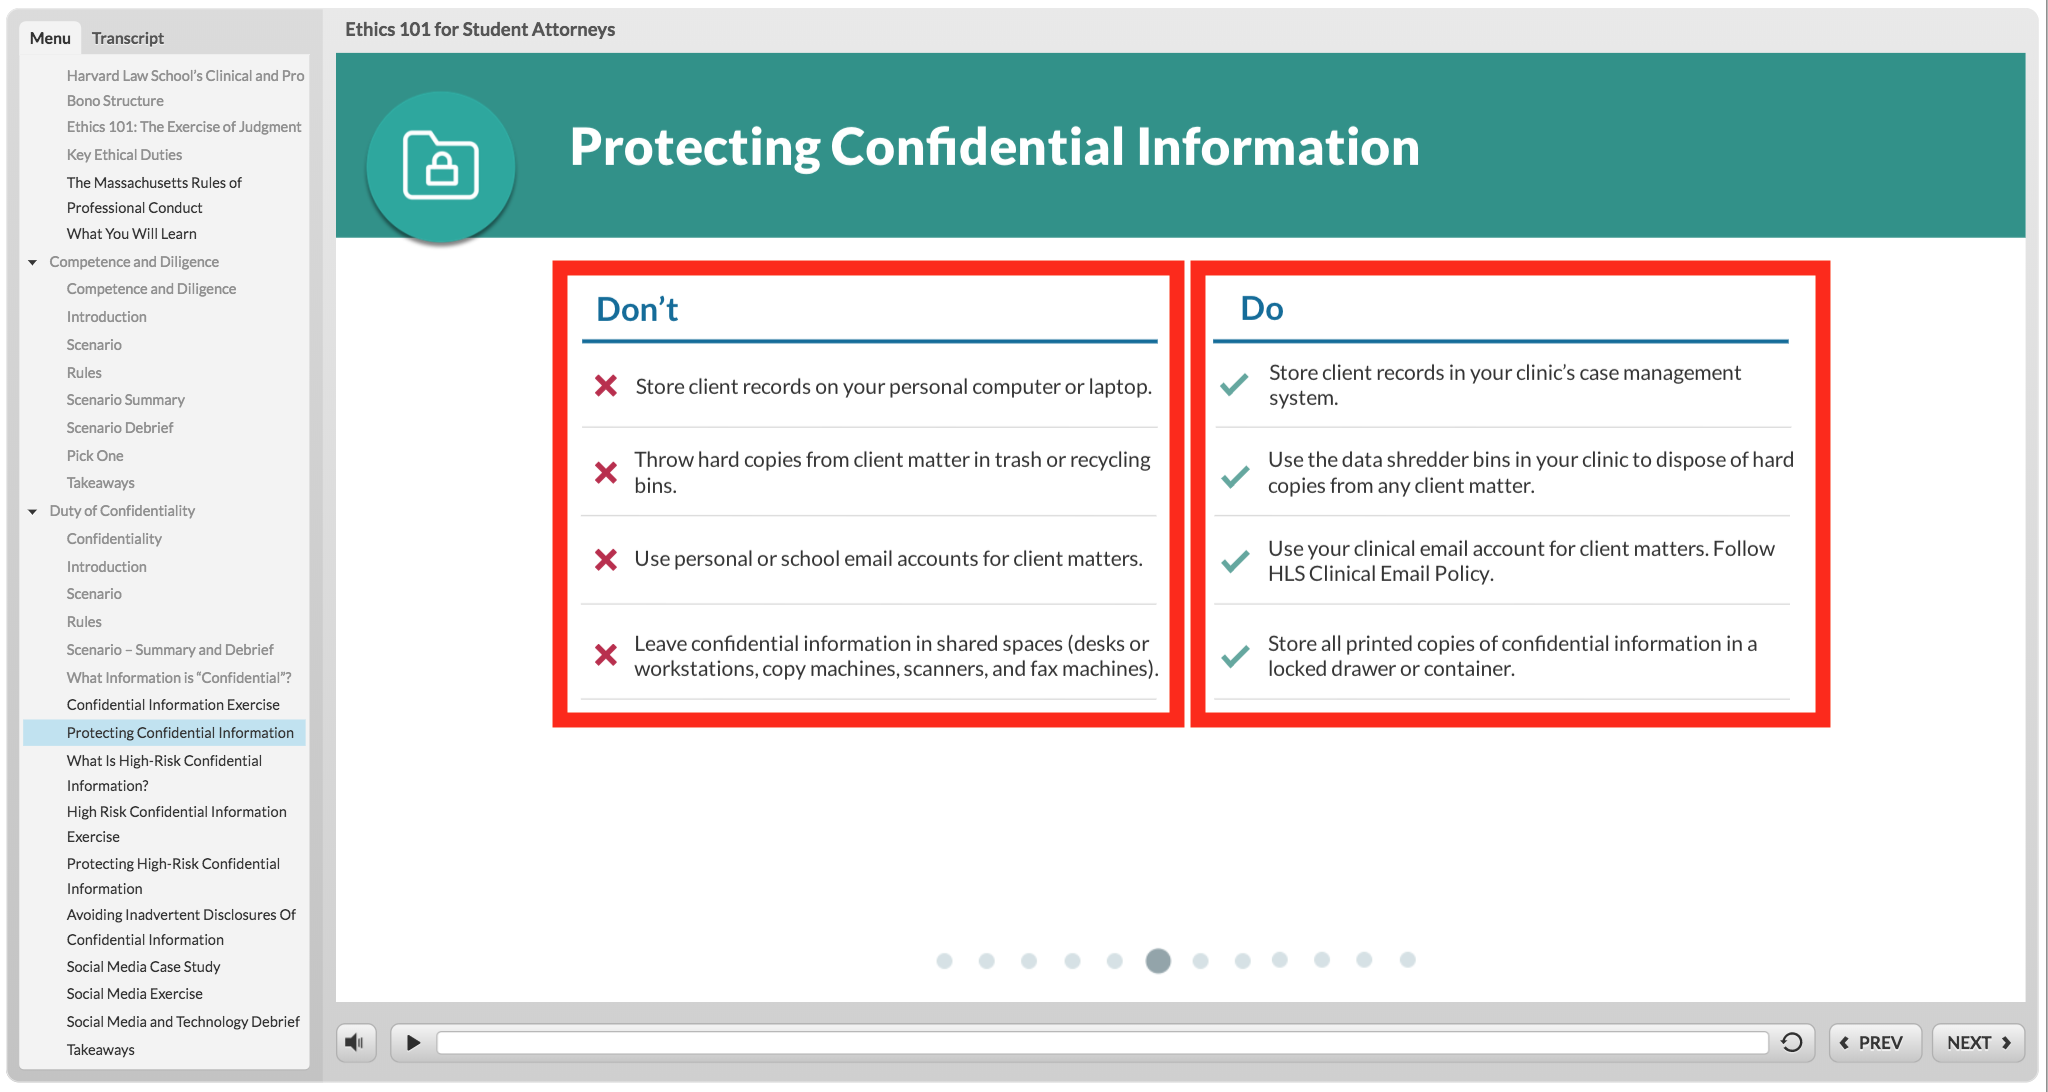 Menu
Transcript
Harvard Law School's Clinical and Pro
Bono Structure
Ethics 101: The Exercise of Judgment
Key Ethical Duties
The Massachusetts Rules of
Professional Conduct
What You Will Learn
Competence and Diligence
Competence and Diligence
Introduction
Scenario
Rules
Scenario Summary
Scenario Debrief
Pick One
Takeaways
Duty of Confidentiality
Confidentiality
Introduction
Scenario
Rules
Scenario – Summary and Debrief
What Information is “Confidential”?
Confidential Information Exercise
Protecting Confidential Information
What Is High-Risk Confidential
Information?
High Risk Confidential Information
Exercise
Protecting High-Risk Confidential
Information
Avoiding Inadvertent Disclosures Of
Confidential Information
Social Media Case Study
Social Media Exercise
Social Media and Technology Debrief
Takeaways
Ethics 101 for Student Attorneys
Protecting Confidential Information
Don’t
Store client records on your personal computer or laptop.
Throw hard copies from client matter in trash or recycling
bins.
Use personal or school email accounts for client matters.
Leave confidential information in shared spaces (desks or
workstations, copy machines, scanners, and fax machines).
Do
Store client records in your clinic’s case management
system.
Use the data shredder bins in your clinic to dispose of hard
copies from any client matter.
Use your clinical email account for client matters. Follow
HLS Clinical Email Policy.
Store all printed copies of confidential information in a
locked drawer or container.
PREV
NEXT